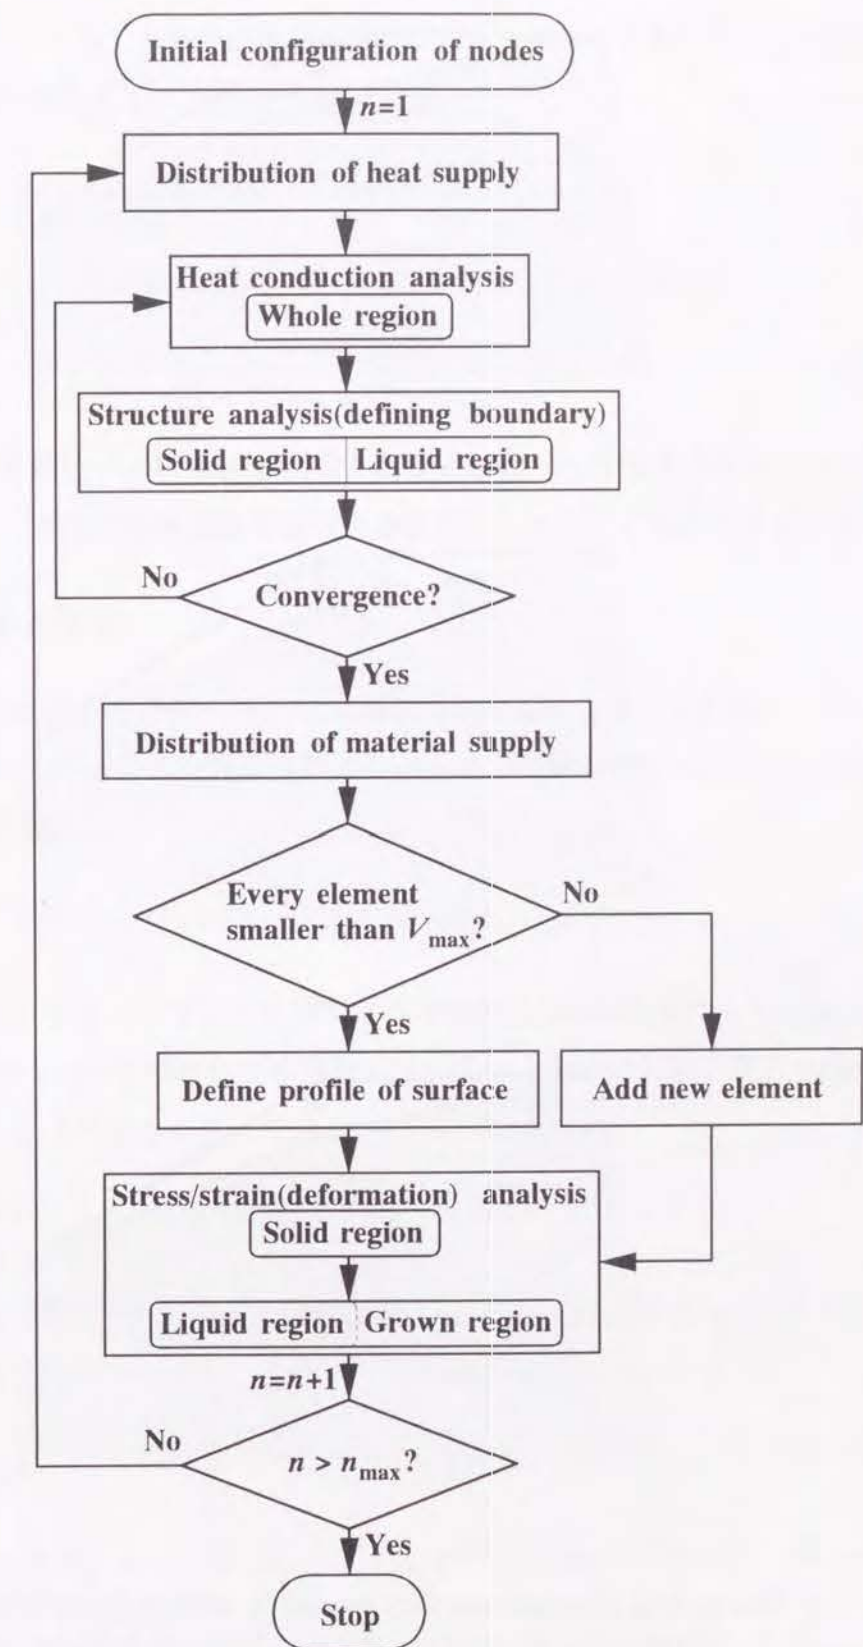 Initial configuration of nodes
n=1
Distribution of heat supply
Heat conduction analysis
Whole region
Structure analysis(defining boundary)
Solid region Liquid region
No
Convergence?
Yes
Distribution of material supply
Every element
smaller than Vmax?
No
Yes
Define profile of surface
Add new element
Stress/strain(deformation) analysis
Solid region
Liquid region Grown region
n=n+1
No
n > nmax?
Yes
Stop